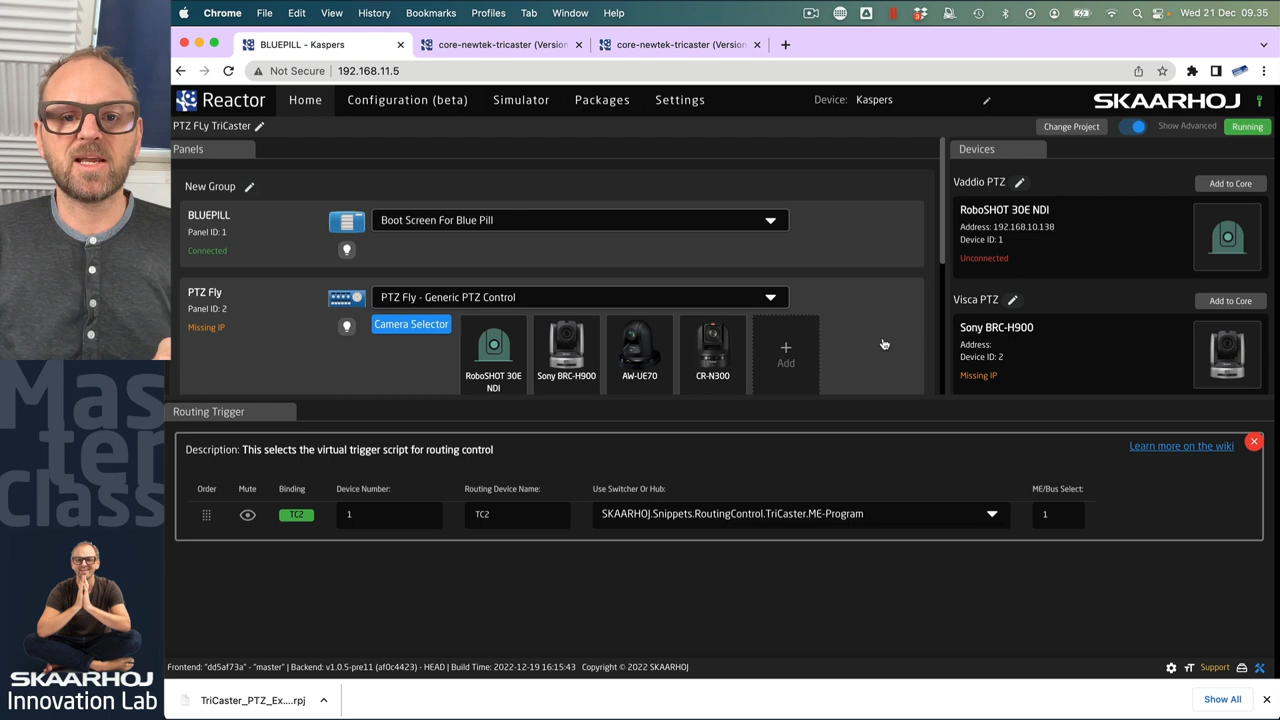 Chrome File Edit View History Bookmarks Profiles Tab Window Help Wed 21 Dec 09.35
BLUEPILL - Kaspers core-newtek-tricaster (Version core-newtek-tricaster (Version
Not Secure 192.168.11.5
Reactor Home Configuration (beta) Simulator Packages Settings Device: Kaspers SKAARHOJ
PTZ FLy TriCaster Change Project Show Advanced Running
Panels Devices
New Group
Vaddio PTZ Add to Core
BLUEPILL
Panel ID: 1
Connected
Boot Screen For Blue Pill
RoboSHOT 30E NDI
Address: 192.168.10.138
Device ID: 1
Unconnected
PTZ Fly
Panel ID: 2
Missing IP
PTZ Fly - Generic PTZ Control
Camera Selector
RoboSHOT 30E NDI
Sony BRC-H900
AW-UE70
CR-N300
Add
Visca PTZ Add to Core
Sony BRC-H900
Address:
Device ID: 2
Missing IP
Routing Trigger
Description: This selects the virtual trigger script for routing control
Learn more on the wiki
Order Mute Binding Device Number: Routing Device Name: Use Switcher Or Hub: ME/Bus Select:
TC2 1 TC2 SKAARHOJ.Snippets.RoutingControl.TriCaster.ME-Program 1
Frontend: "dd5af73a" - "master" | Backend: v1.0.5-pre11 (af0c4423) - HEAD | Build Time: 2022-12-19 16:15:43 Copyright © 2022 SKAARHOJ
Support
TriCaster_PTZ_Ex....rpj Show All
Mas
ter
Class
SKAARHOJ
Innovation Lab